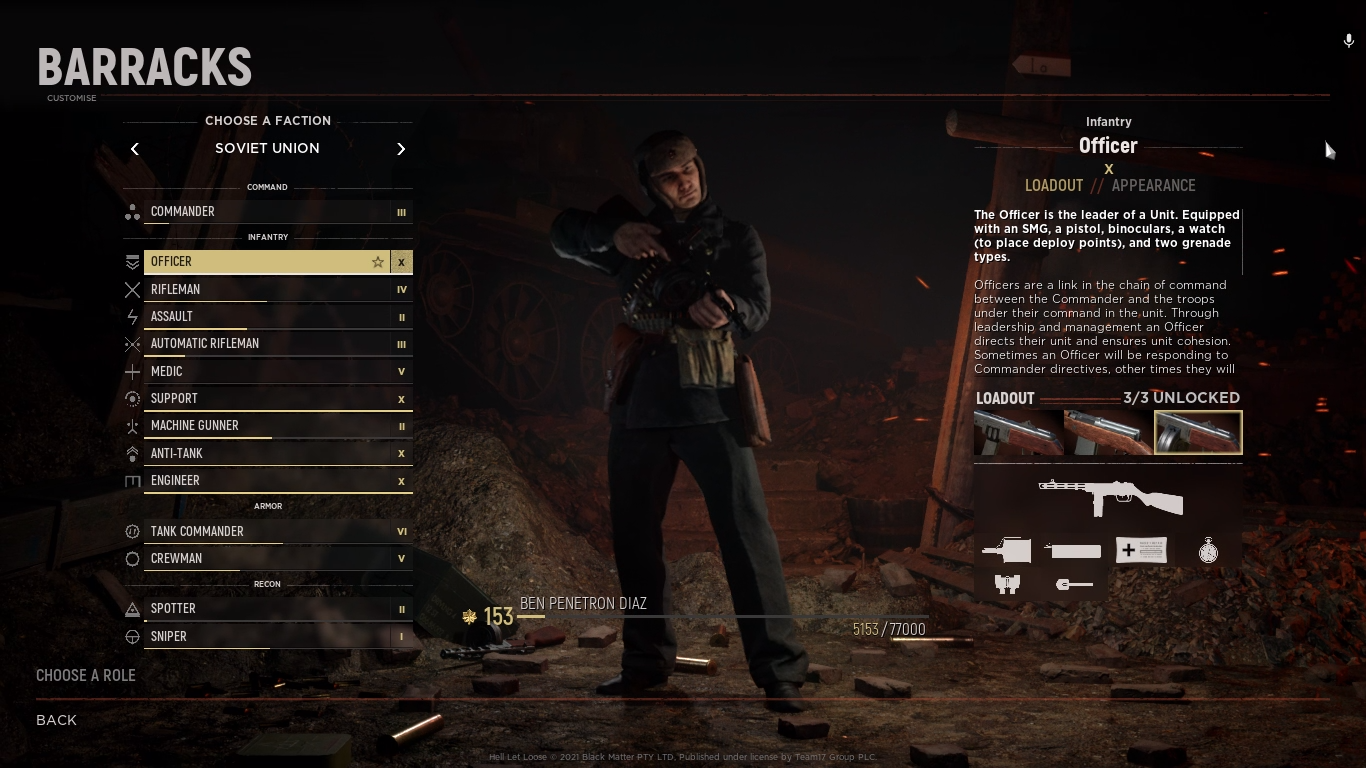 BARRACKS
CUSTOMISE
CHOOSE A FACTION
SOVIET UNION
COMMAND
COMMANDER III
INFANTRY
OFFICER X
RIFLEMAN IV
ASSAULT II
AUTOMATIC RIFLEMAN III
MEDIC V
SUPPORT X
MACHINE GUNNER II
ANTI-TANK X
ENGINEER X
ARMOR
TANK COMMANDER VI
CREWMAN V
RECON
SPOTTER II
SNIPER I
CHOOSE A ROLE
BACK
153 BEN PENETRON DIAZ
5153/77000
Infantry
Officer
X
LOADOUT // APPEARANCE
The Officer is the leader of a Unit. Equipped
with an SMG, a pistol, binoculars, a watch
(to place deploy points), and two grenade
types.
Officers are a link in the chain of command
between the Commander and the troops
under their command in the unit. Through
leadership and management an Officer
directs their unit and ensures unit cohesion.
Sometimes an Officer will be responding to
Commander directives, other times they will
LOADOUT 3/3 UNLOCKED
Hell Let Loose © 2021 Black Matter PTY LTD. Published under license by Team17 Group PLC.